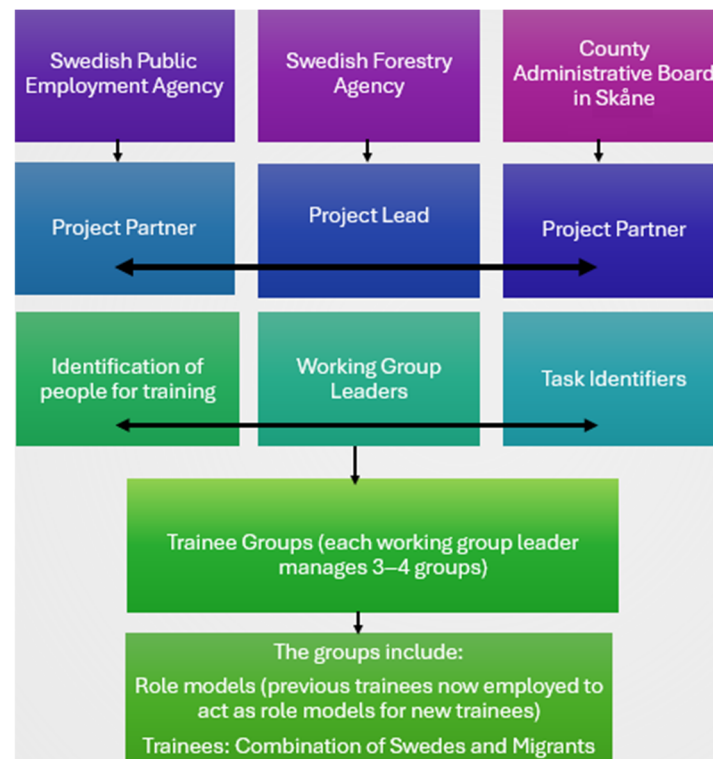 Swedish Public
Employment Agency
Swedish Forestry
Agency
County
Administrative Board
in Skåne
Project Partner
Project Lead
Project Partner
Identification of
people for training
Working Group
Leaders
Task Identifiers
Trainee Groups (each working group leader
manages 3–4 groups)
The groups include:
Role models (previous trainees now employed to
act as role models for new trainees)
Trainees: Combination of Swedes and Migrants